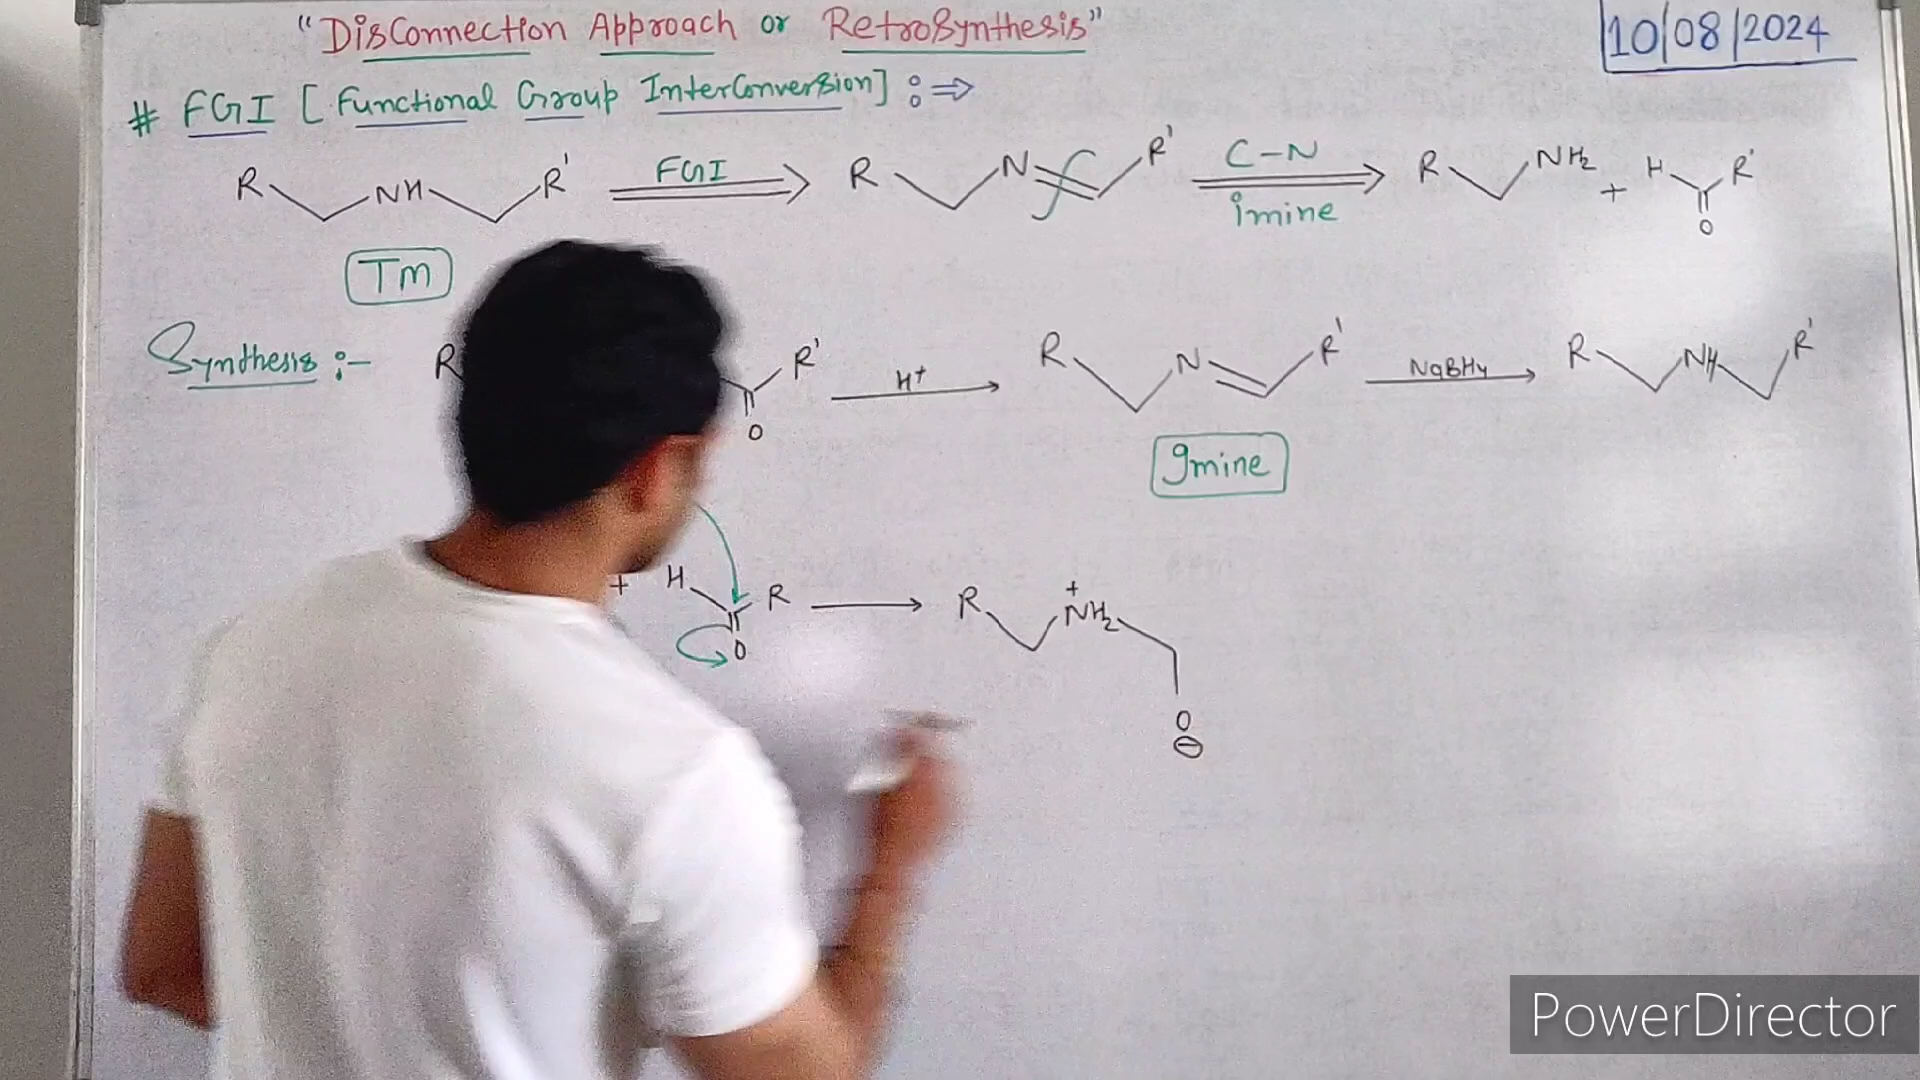 "Disconnection Approach or Retrosynthesis"
10/08/2024
# FGI [Functional Group InterConversion] :⇒
R NH R' FGI R N R' C-N imine R NH2 + H O R'
Tm
Synthesis :- R O R' H+ R N R' NaBH4 R NH R'
Imine
+ H O R R +NH2 O ⊖
PowerDirector